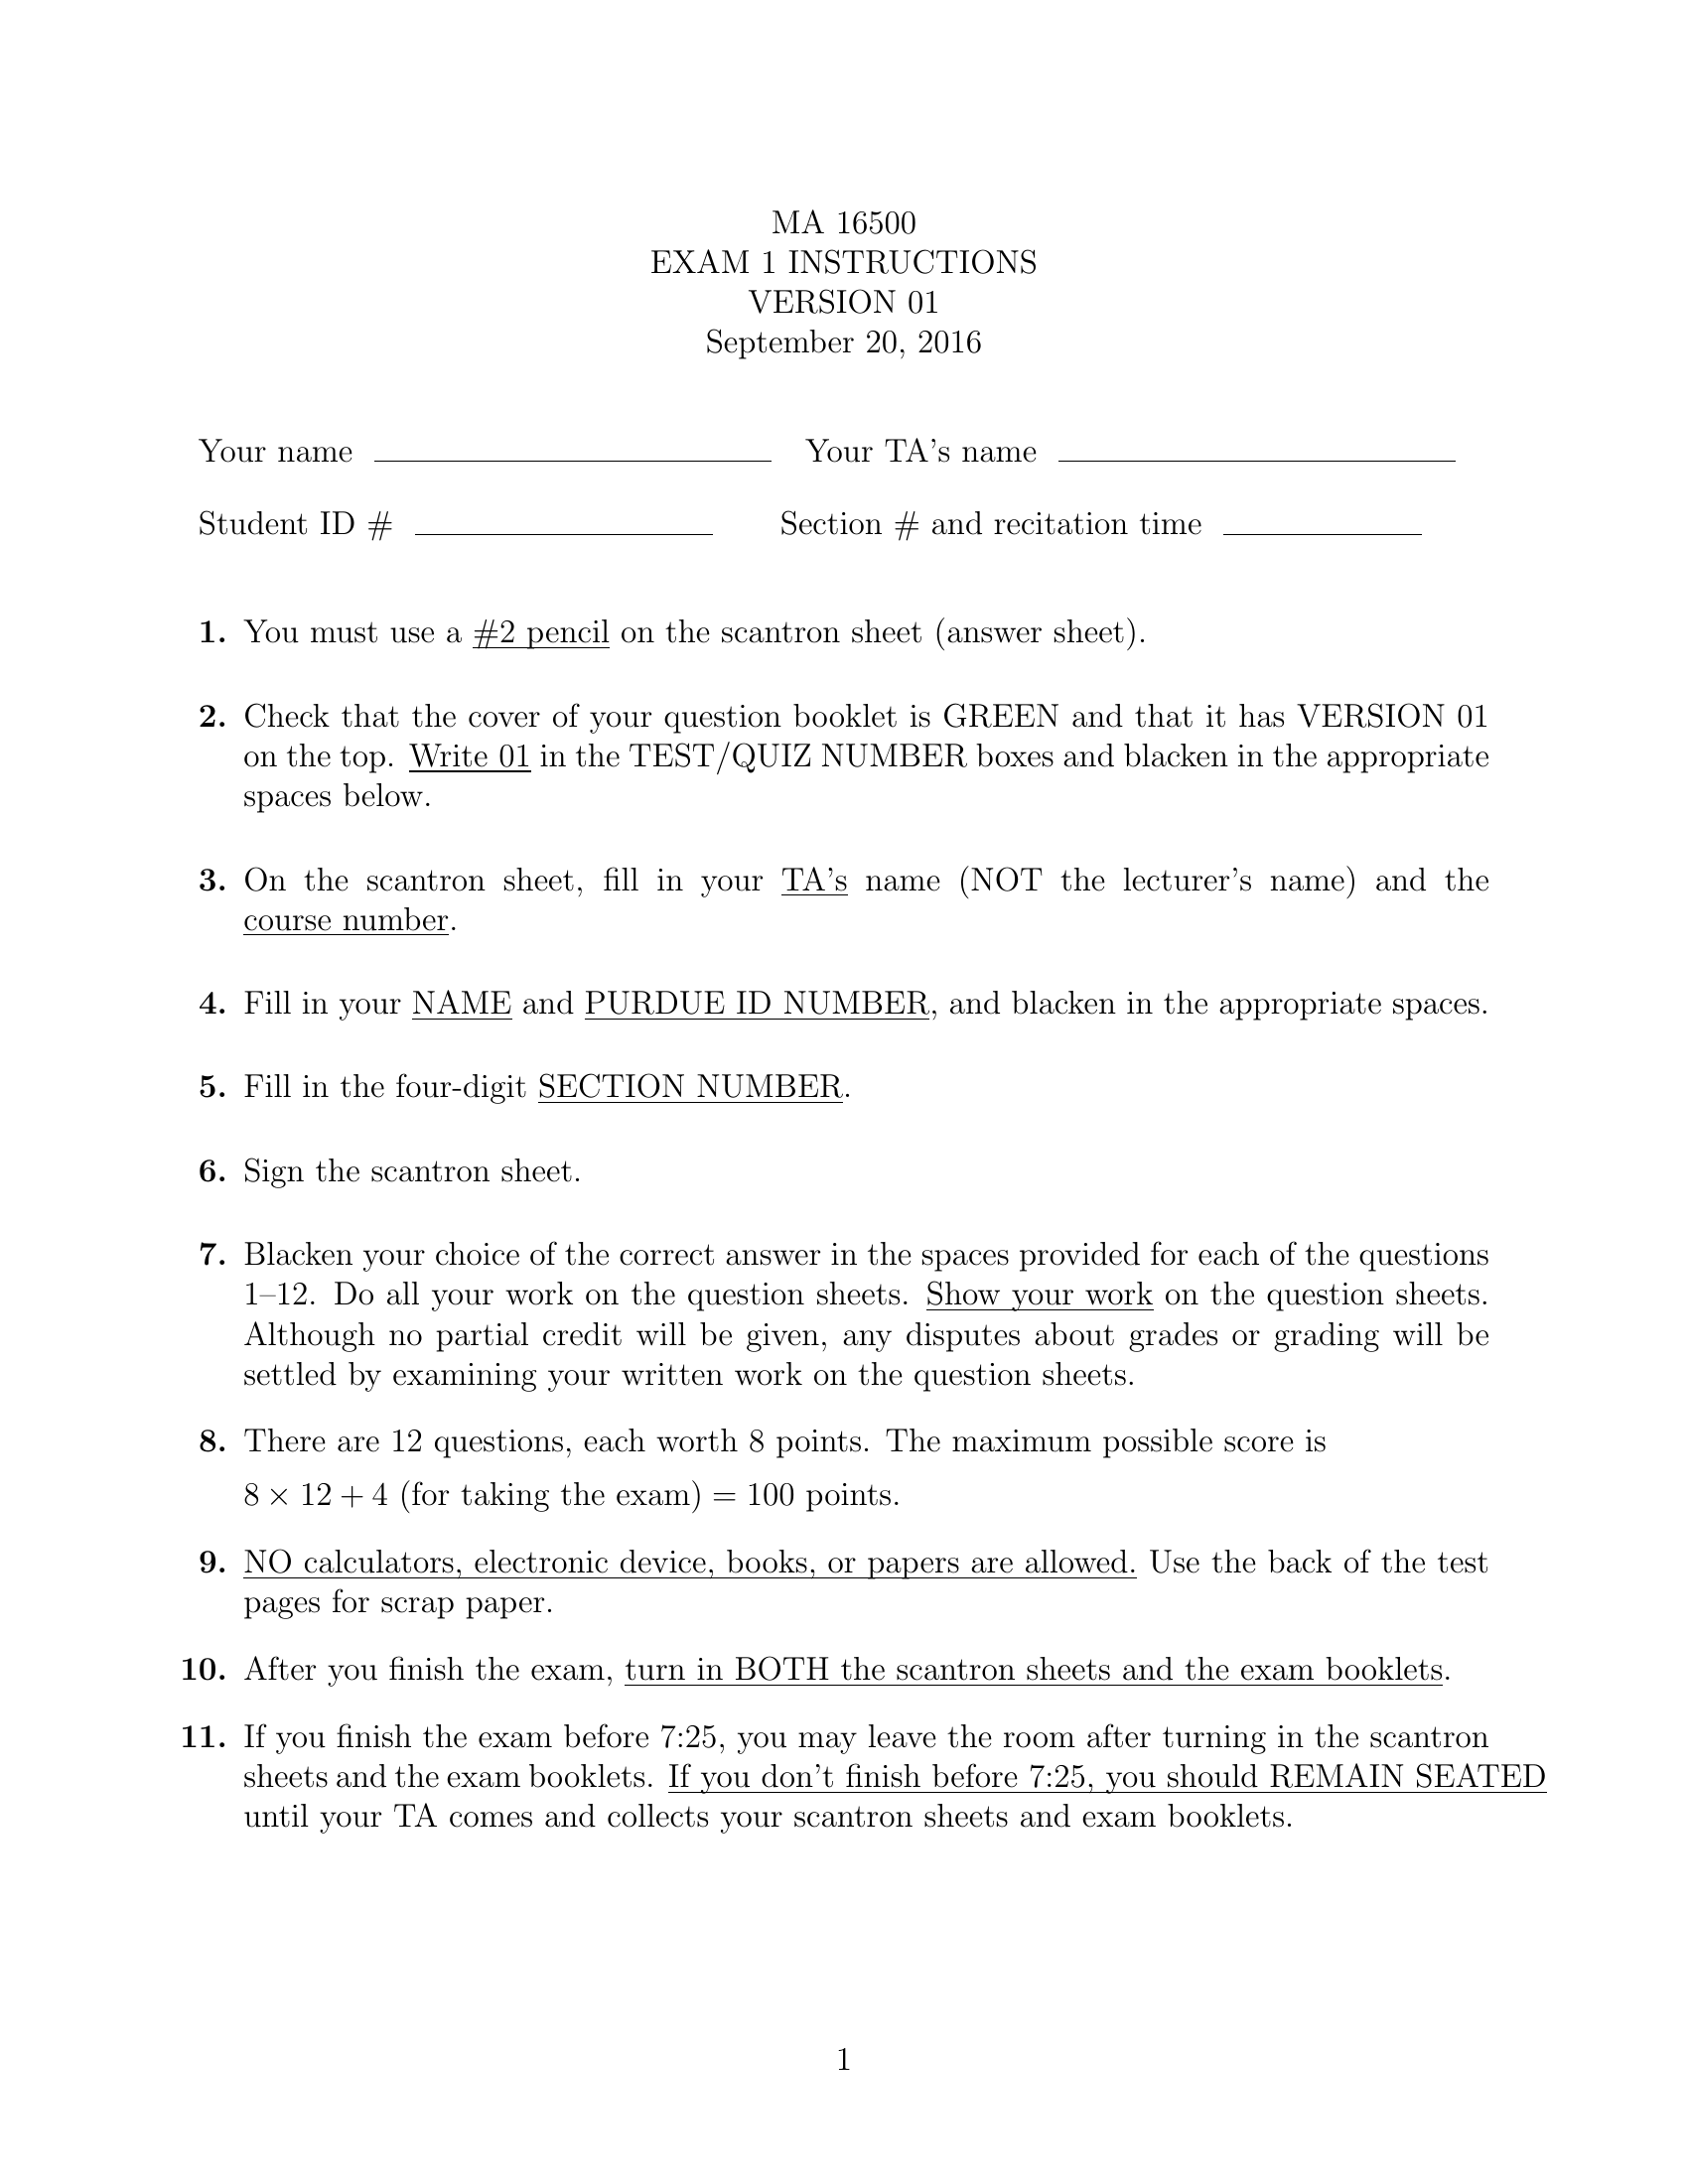 MA 16500
EXAM 1 INSTRUCTIONS
VERSION 01
September 20, 2016
Your name Your TA's name
Student ID # Section # and recitation time
1. You must use a #2 pencil on the scantron sheet (answer sheet).
2. Check that the cover of your question booklet is GREEN and that it has VERSION 01
on the top. Write 01 in the TEST/QUIZ NUMBER boxes and blacken in the appropriate
spaces below.
3. On the scantron sheet, fill in your TA's name (NOT the lecturer's name) and the
course number.
4. Fill in your NAME and PURDUE ID NUMBER, and blacken in the appropriate spaces.
5. Fill in the four-digit SECTION NUMBER.
6. Sign the scantron sheet.
7. Blacken your choice of the correct answer in the spaces provided for each of the questions
1–12. Do all your work on the question sheets. Show your work on the question sheets.
Although no partial credit will be given, any disputes about grades or grading will be
settled by examining your written work on the question sheets.
8. There are 12 questions, each worth 8 points. The maximum possible score is
8 × 12 + 4 (for taking the exam) = 100 points.
9. NO calculators, electronic device, books, or papers are allowed. Use the back of the test
pages for scrap paper.
10. After you finish the exam, turn in BOTH the scantron sheets and the exam booklets.
11. If you finish the exam before 7:25, you may leave the room after turning in the scantron
sheets and the exam booklets. If you don't finish before 7:25, you should REMAIN SEATED
until your TA comes and collects your scantron sheets and exam booklets.
1